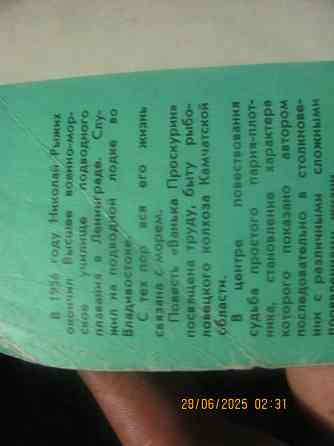 В 1956 году Николай Рыжих
окончил Высшее военно-мор-
ское училище подводного
плавания в Ленинграде. Слу-
жил на подводной лодке во
Владивостоке.
С тех пор вся его жизнь
связана с морем.
Повесть «Ванька Проскурин»
посвящена труду, быту рыбо-
ловецкого колхоза Камчатской
области.
В центре повествования
судьба простого парня-плот-
ника, становление характера
которого показано автором
последовательно в столкнове-
нии с различными сложными
29/06/2025 02:31